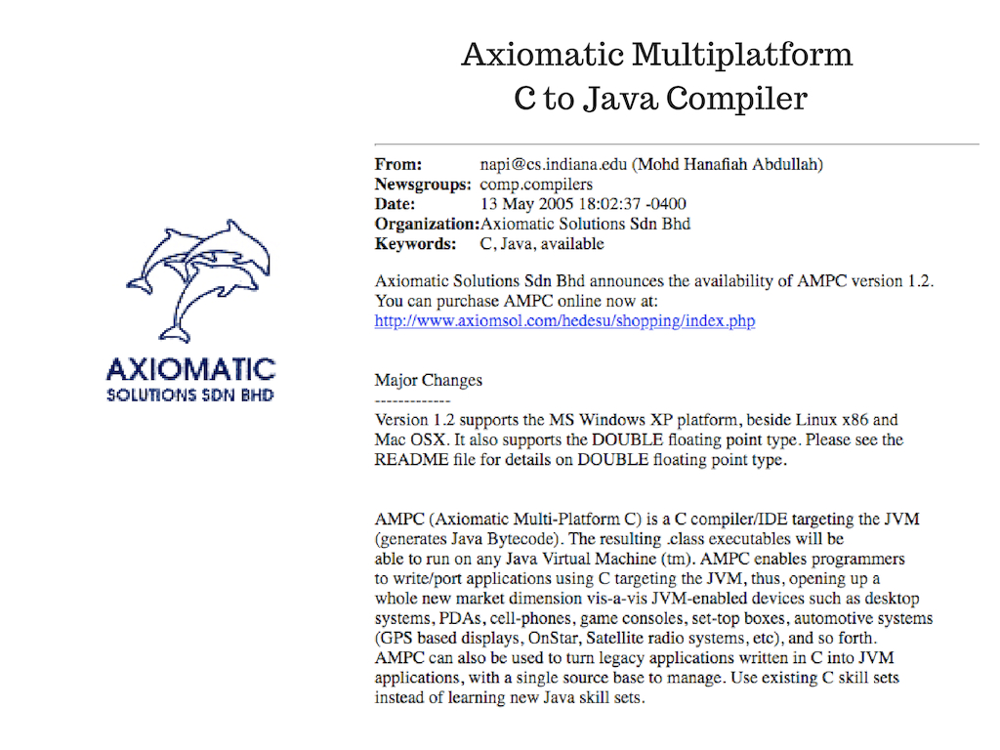 Axiomatic Multiplatform
C to Java Compiler
From: napi@cs.indiana.edu (Mohd Hanafiah Abdullah)
Newsgroups: comp.compilers
Date: 13 May 2005 18:02:37 -0400
Organization: Axiomatic Solutions Sdn Bhd
Keywords: C, Java, available
Axiomatic Solutions Sdn Bhd announces the availability of AMPC version 1.2.
You can purchase AMPC online now at:
http://www.axiomsol.com/hedesu/shopping/index.php
AXIOMATIC
SOLUTIONS SDN BHD
Major Changes
-------------
Version 1.2 supports the MS Windows XP platform, beside Linux x86 and
Mac OSX. It also supports the DOUBLE floating point type. Please see the
README file for details on DOUBLE floating point type.
AMPC (Axiomatic Multi-Platform C) is a C compiler/IDE targeting the JVM
(generates Java Bytecode). The resulting .class executables will be
able to run on any Java Virtual Machine (tm). AMPC enables programmers
to write/port applications using C targeting the JVM, thus, opening up a
whole new market dimension vis-a-vis JVM-enabled devices such as desktop
systems, PDAs, cell-phones, game consoles, set-top boxes, automotive systems
(GPS based displays, OnStar, Satellite radio systems, etc), and so forth.
AMPC can also be used to turn legacy applications written in C into JVM
applications, with a single source base to manage. Use existing C skill sets
instead of learning new Java skill sets.